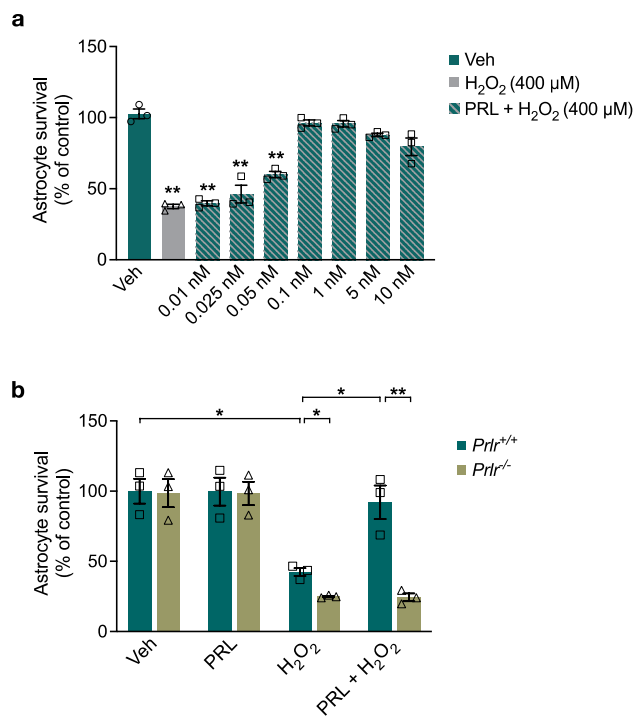 a
150
100
50
0
Astrocyte survival
(% of control)
**
**
**
**
Veh
0.01 nM
0.025 nM
0.05 nM
0.1 nM
1 nM
5 nM
10 nM
Veh
H₂O₂ (400 μM)
PRL + H₂O₂ (400 μM)
b
150
100
50
0
Astrocyte survival
(% of control)
*
*
*
**
Veh
PRL
H₂O₂
PRL + H₂O₂
Prlr⁺/⁺
Prlr⁻/⁻